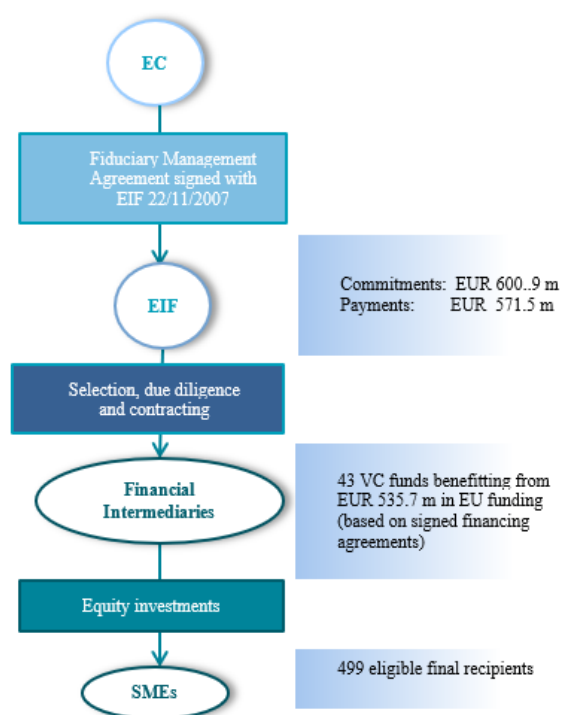 EC
Fiduciary Management
Agreement signed with
EIF 22/11/2007
EIF
Commitments: EUR 600..9 m
Payments: EUR 571.5 m
Selection, due diligence
and contracting
Financial
Intermediaries
43 VC funds benefitting from
EUR 535.7 m in EU funding
(based on signed financing
agreements)
Equity investments
SMEs
499 eligible final recipients